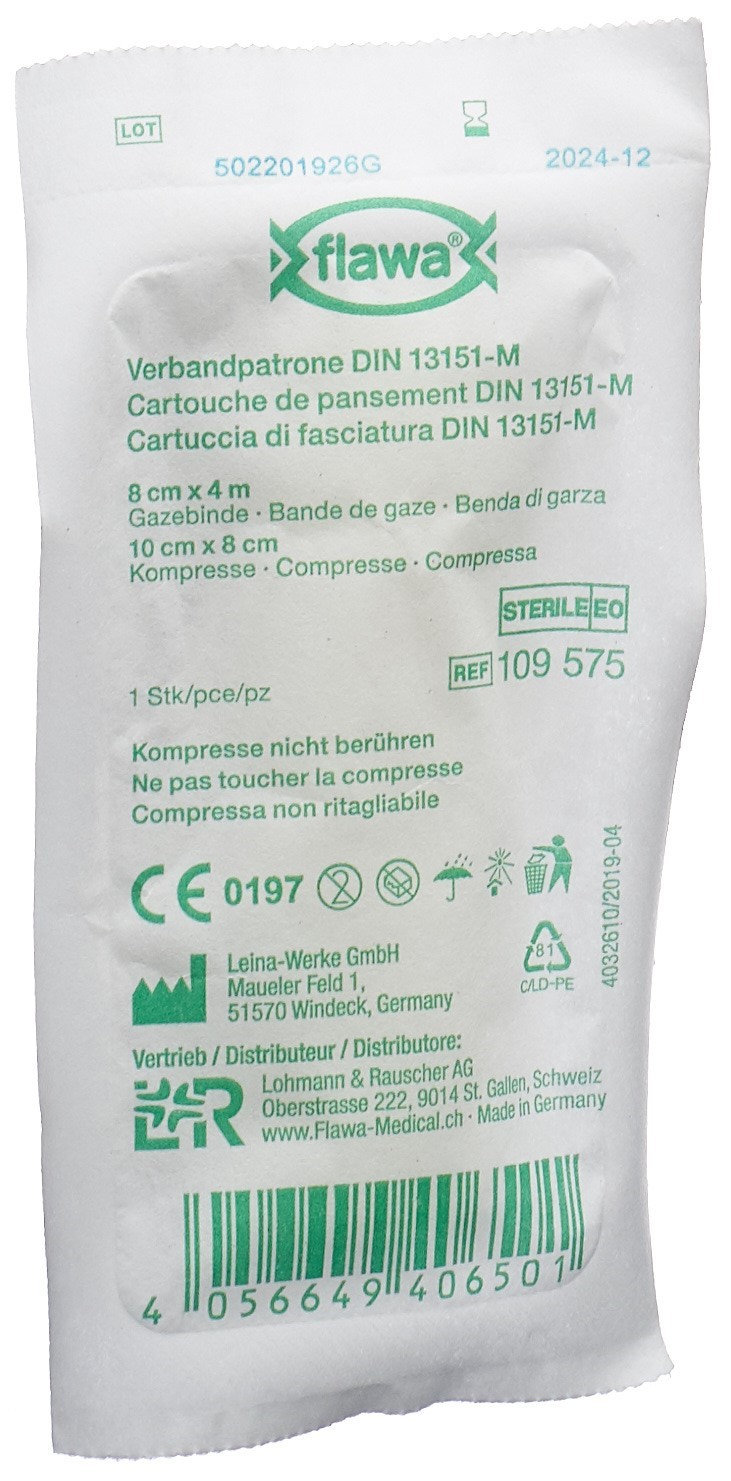 LOT
502201926G
2024-12
flawa®
Verbandpatrone DIN 13151-M
Cartouche de pansement DIN 13151-M
Cartuccia di fasciatura DIN 13151-M
8 cm x 4 m
Gazebinde · Bande de gaze · Benda di garza
10 cm x 8 cm
Kompresse · Compresse · Compressa
STERILE EO
REF 109 575
1 Stk/pce/pz
Kompresse nicht berühren
Ne pas toucher la compresse
Compressa non ritagliabile
CE 0197 2
4032610/2019-04
81
C/LD-PE
Leina-Werke GmbH
Maueler Feld 1,
51570 Windeck, Germany
Vertrieb / Distributeur / Distributore:
L&R
Lohmann & Rauscher AG
Oberstrasse 222, 9014 St. Gallen, Schweiz
www.Flawa-Medical.ch · Made in Germany
4 056649 406501